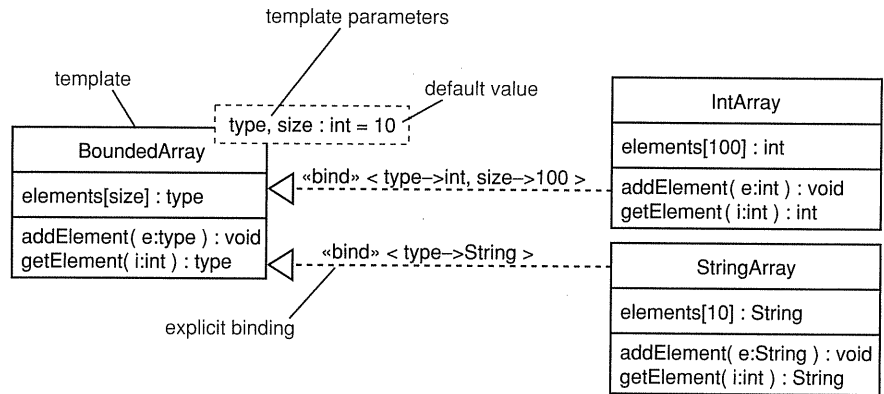 template parameters
template
default value
type, size : int = 10
BoundedArray
elements[size] : type
addElement( e:type ) : void
getElement( i:int ) : type
«bind» < type–>int, size–>100 >
«bind» < type–>String >
explicit binding
IntArray
elements[100] : int
addElement( e:int ) : void
getElement( i:int ) : int
StringArray
elements[10] : String
addElement( e:String ) : void
getElement( i:int ) : String